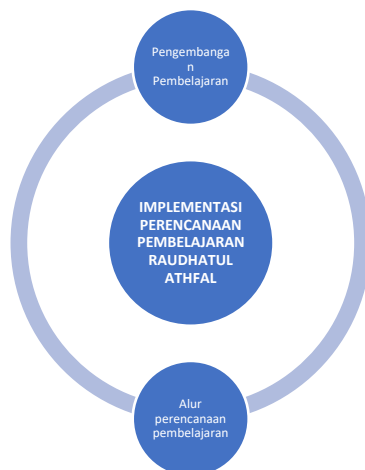 Pengembanga
n
Pembelajaran
IMPLEMENTASI
PERENCANAAN
PEMBELAJARAN
RAUDHATUL
ATHFAL
Alur
perencanaan
pembelajaran